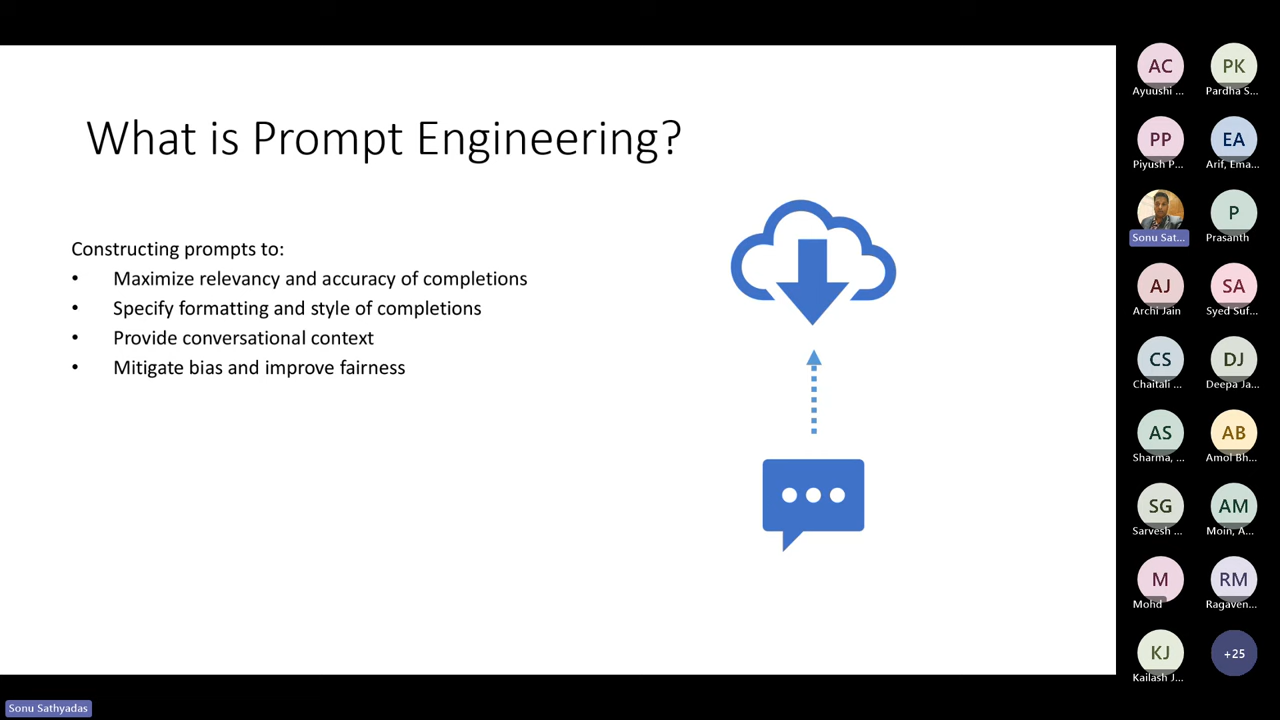 What is Prompt Engineering?
Constructing prompts to:
• Maximize relevancy and accuracy of completions
• Specify formatting and style of completions
• Provide conversational context
• Mitigate bias and improve fairness
AC
Ayuushi ...
PK
Pardha S...
PP
Piyush P...
EA
Arif, Ema...
Sonu Sat...
P
Prasanth
AJ
Archi Jain
SA
Syed Suf...
CS
Chaitali ...
DJ
Deepa Ja...
AS
Sharma, ...
AB
Amol Bh...
SG
Sarvesh ...
AM
Moin, A...
M
Mohd
RM
Ragaven...
KJ
Kailash J...
+25
Sonu Sathyadas